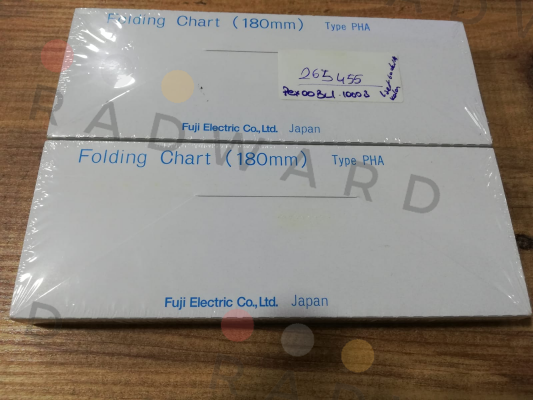 Folding Chart (180mm) Type PHA
265455
Fuji Electric Co., Ltd. Japan
RADWARD
Folding Chart (180mm) Type PHA
Fuji Electric Co., Ltd. Japan